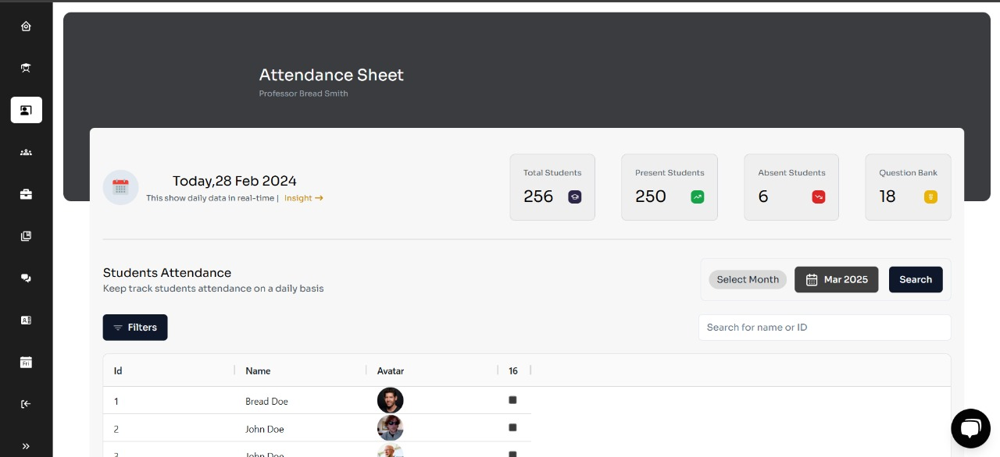 Attendance Sheet
Professor Bread Smith
Today,28 Feb 2024
This show daily data in real-time | Insight →
Total Students
256
Present Students
250
Absent Students
6
Question Bank
18
Students Attendance
Keep track students attendance on a daily basis
Select Month
Mar 2025
Search
Filters
Search for name or ID
Id Name Avatar 16
1 Bread Doe
2 John Doe
3 John Doe
Fri